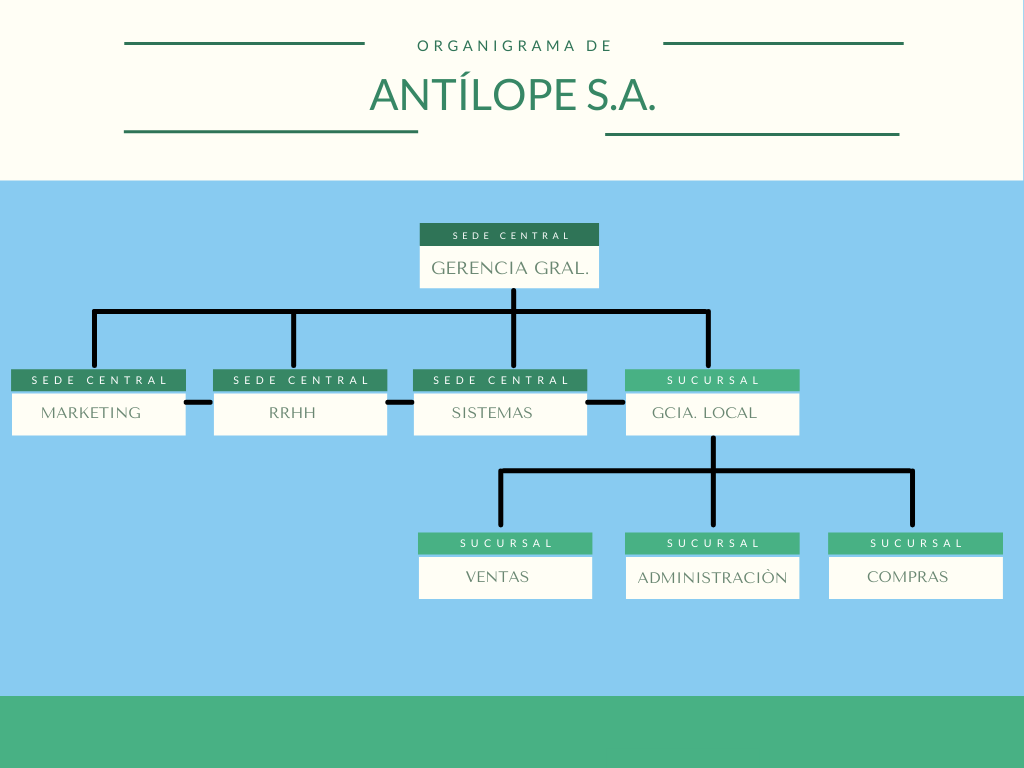 ORGANIGRAMA DE
ANTÍLOPE S.A.
SEDE CENTRAL
GERENCIA GRAL.
SEDE CENTRAL
MARKETING
SEDE CENTRAL
RRHH
SEDE CENTRAL
SISTEMAS
SUCURSAL
GCIA. LOCAL
SUCURSAL
VENTAS
SUCURSAL
ADMINISTRACIÒN
SUCURSAL
COMPRAS